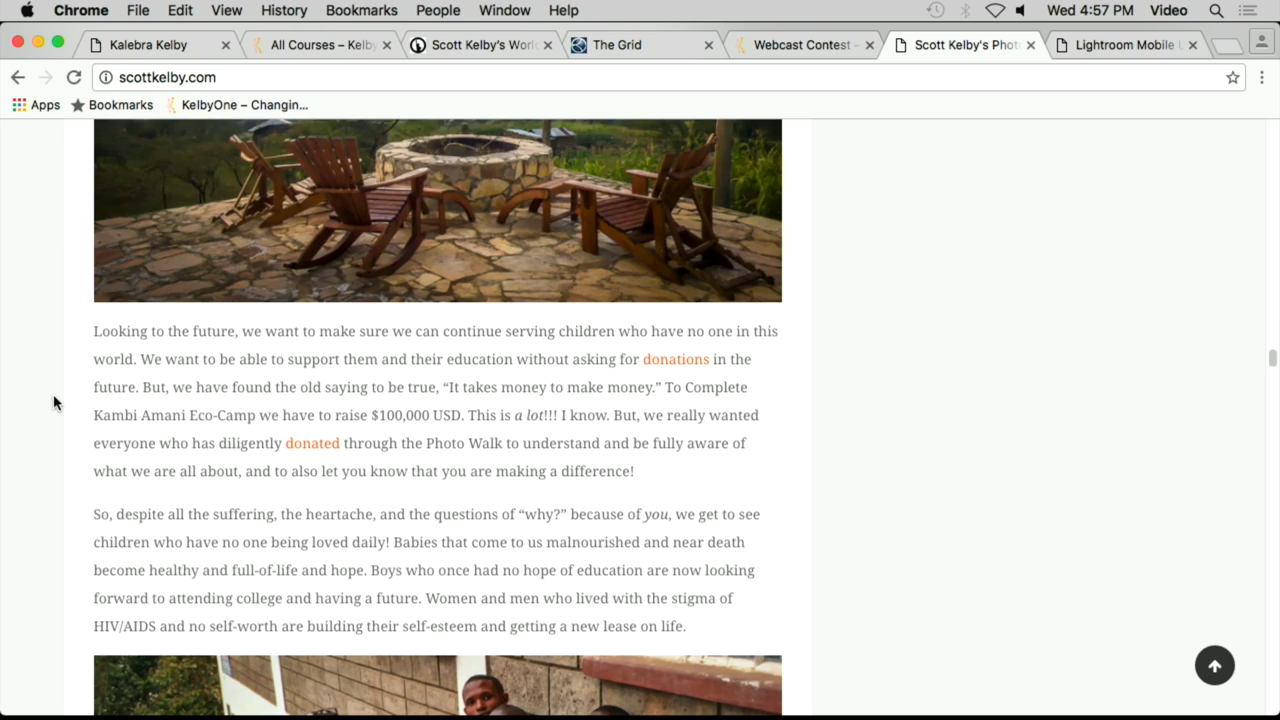 Chrome File Edit View History Bookmarks People Window Help Wed 4:57 PM Video
Kalebra Kelby All Courses – Kelby Scott Kelby's Worl The Grid Webcast Contest – Scott Kelby's Phot Lightroom Mobile
scottkelby.com
Apps Bookmarks KelbyOne – Changin...
Looking to the future, we want to make sure we can continue serving children who have no one in this
world. We want to be able to support them and their education without asking for donations in the
future. But, we have found the old saying to be true, “It takes money to make money.” To Complete
Kambi Amani Eco-Camp we have to raise $100,000 USD. This is a lot!!! I know. But, we really wanted
everyone who has diligently donated through the Photo Walk to understand and be fully aware of
what we are all about, and to also let you know that you are making a difference!
So, despite all the suffering, the heartache, and the questions of “why?” because of you, we get to see
children who have no one being loved daily! Babies that come to us malnourished and near death
become healthy and full-of-life and hope. Boys who once had no hope of education are now looking
forward to attending college and having a future. Women and men who lived with the stigma of
HIV/AIDS and no self-worth are building their self-esteem and getting a new lease on life.